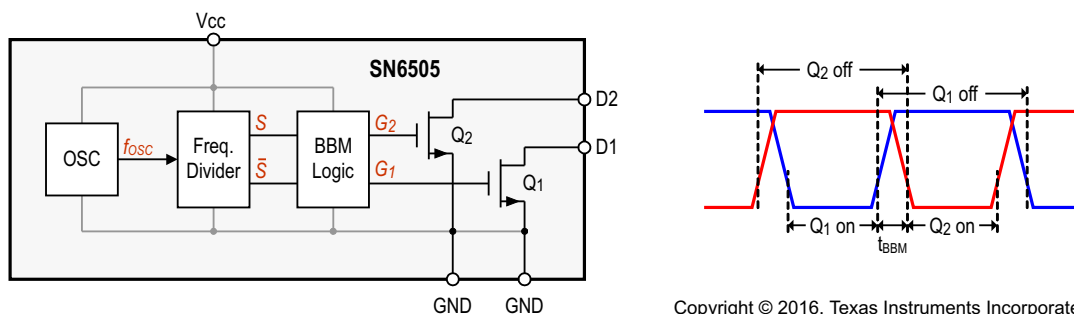 Vcc
SN6505
OSC
fOSC
Freq.
Divider
S
S̅
BBM
Logic
G2
G1
Q2
Q1
D2
D1
GND
GND
Q2 off
Q1 off
Q1 on
tBBM
Q2 on
Copyright © 2016, Texas Instruments Incorporate